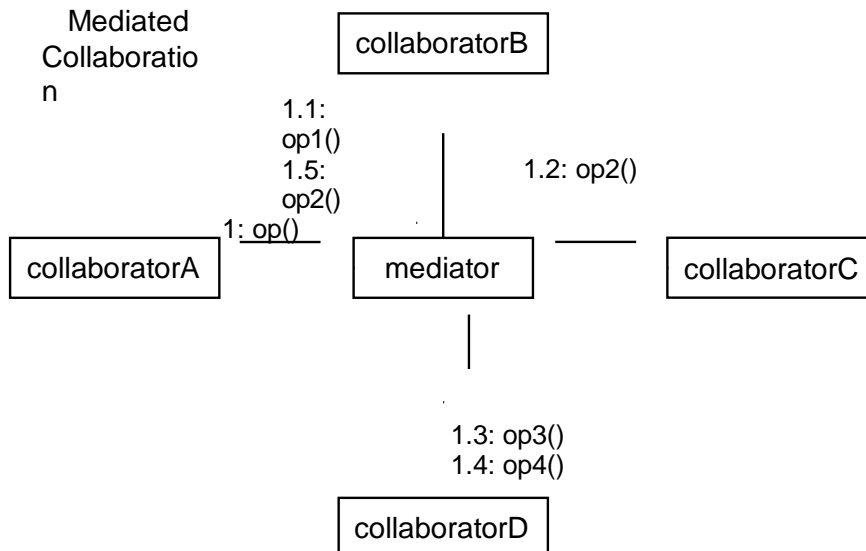 Mediated
Collaboratio
n
collaboratorB
1.1:
op1()
1.5:
op2()
1.2: op2()
1: op()
collaboratorA
mediator
collaboratorC
1.3: op3()
1.4: op4()
collaboratorD